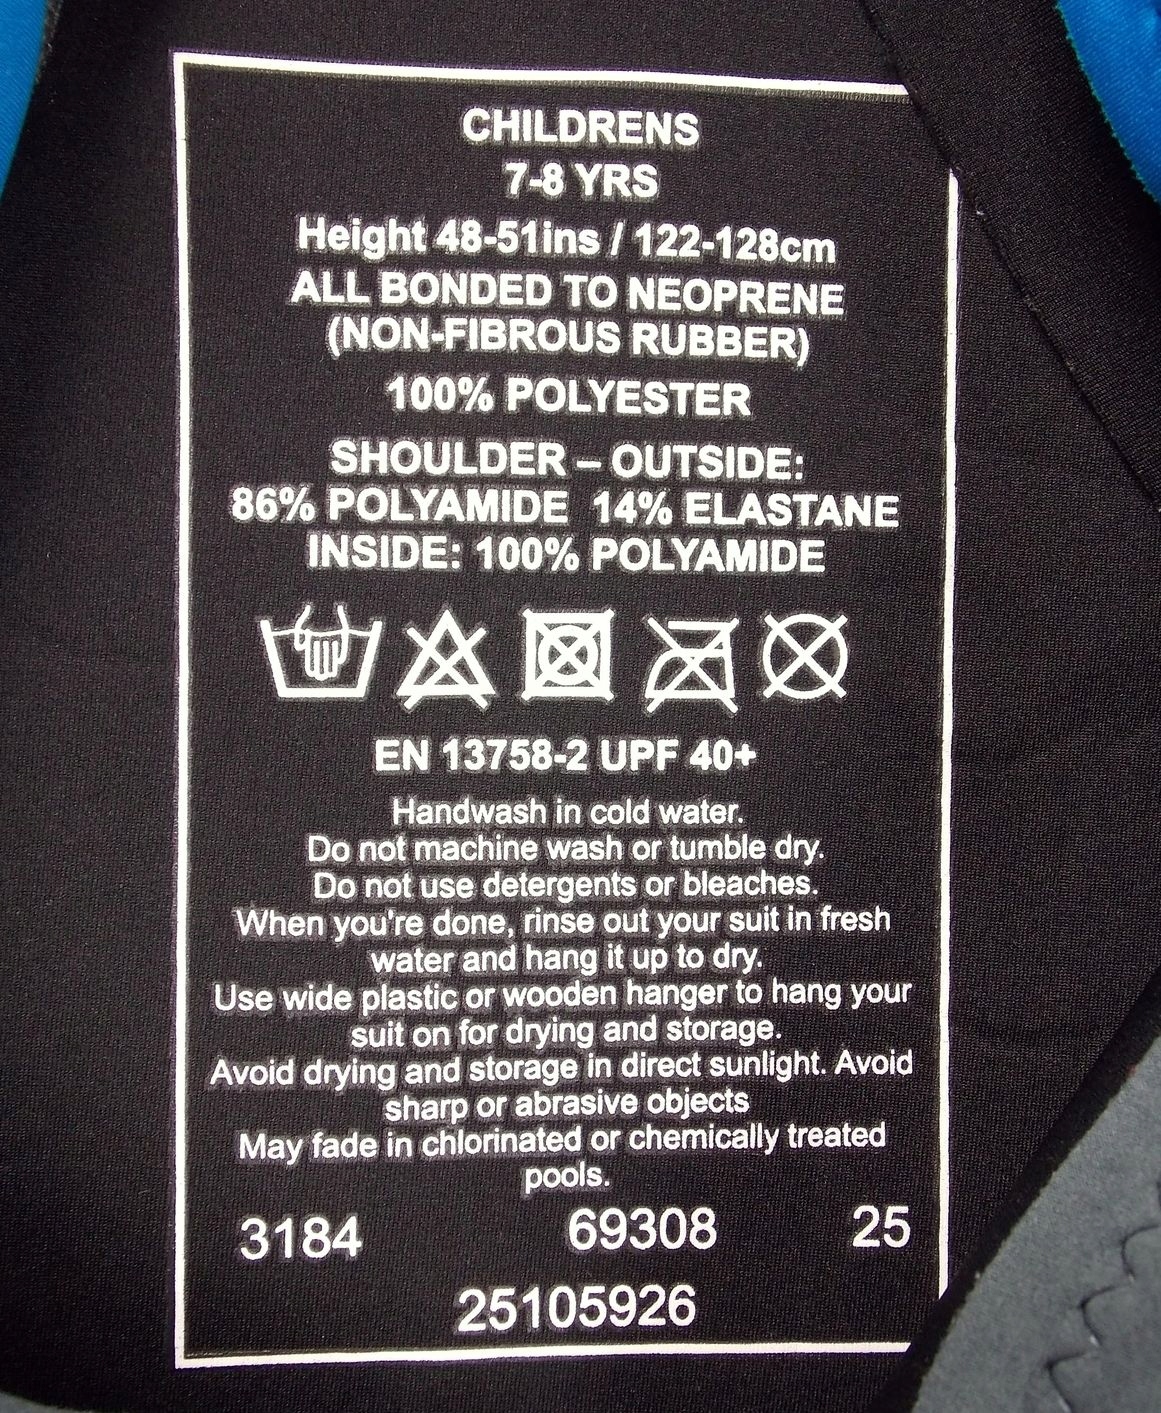 CHILDRENS
7-8 YRS
Height 48-51ins / 122-128cm
ALL BONDED TO NEOPRENE
(NON-FIBROUS RUBBER)
100% POLYESTER
SHOULDER – OUTSIDE:
86% POLYAMIDE 14% ELASTANE
INSIDE: 100% POLYAMIDE
EN 13758-2 UPF 40+
Handwash in cold water.
Do not machine wash or tumble dry.
Do not use detergents or bleaches.
When you're done, rinse out your suit in fresh
water and hang it up to dry.
Use wide plastic or wooden hanger to hang your
suit on for drying and storage.
Avoid drying and storage in direct sunlight. Avoid
sharp or abrasive objects
May fade in chlorinated or chemically treated
pools.
3184 69308 25
25105926